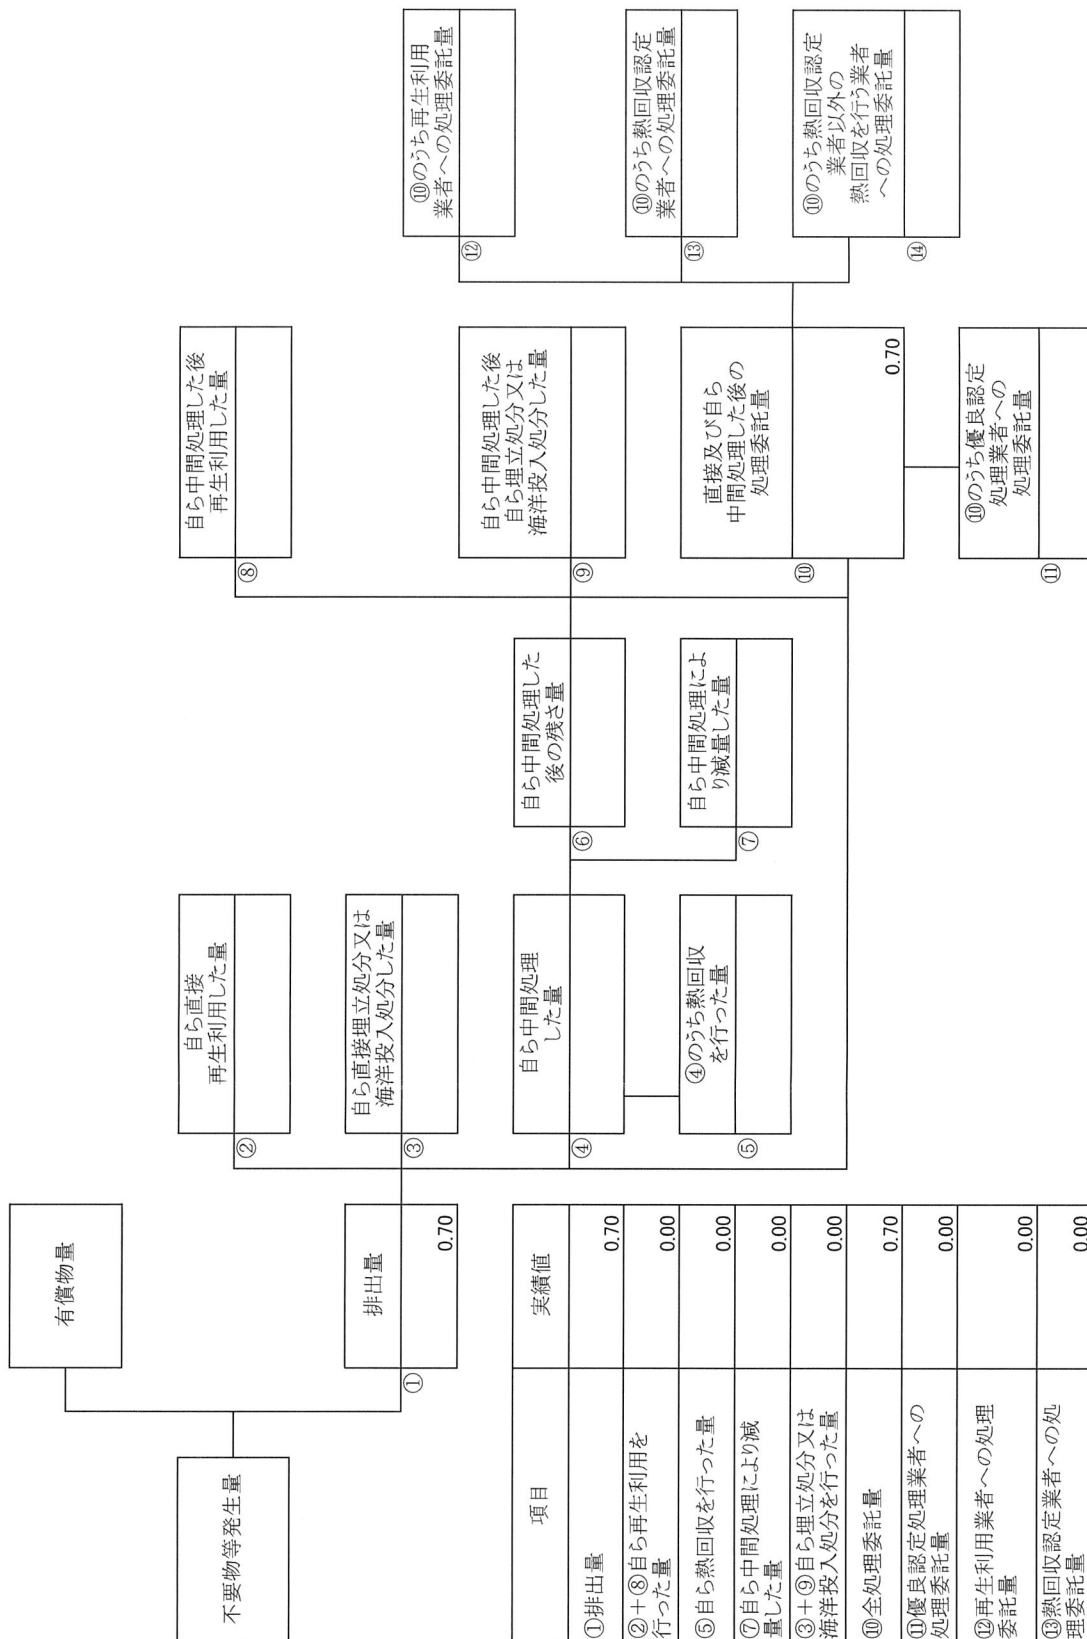 不要物等発生量
有償物量
①
排出量
0.70
②
自ら直接
再生利用した量
③
自ら直接埋立処分又は
海洋投入処分した量
④
自ら中間処理
した量
⑤
④のうち熱回収
を行った量
⑥
自ら中間処理した
後の残さ量
⑦
自ら中間処理によ
り減量した量
⑧
自ら中間処理した後
再生利用した量
⑨
自ら中間処理した後
自ら埋立処分又は
海洋投入処分した量
⑩
直接及び自ら
中間処理した後の
処理委託量
0.70
⑪
⑩のうち優良認定
処理業者への
処理委託量
⑫
⑩のうち再生利用
業者への処理委託量
⑬
⑩のうち熱回収認定
業者への処理委託量
⑭
⑩のうち熱回収認定
業者以外の
熱回収を行う業者
への処理委託量
項目 実績値
①排出量 0.70
②+⑧自ら再生利用を
行った量 0.00
⑤自ら熱回収を行った量 0.00
⑦自ら中間処理により減
量した量 0.00
③+⑨自ら埋立処分又は
海洋投入処分を行った量 0.00
⑩全処理委託量 0.70
⑪優良認定処理業者への
処理委託量 0.00
⑫再生利用業者への処理
委託量 0.00
⑬熱回収認定業者への処
理委託量 0.00